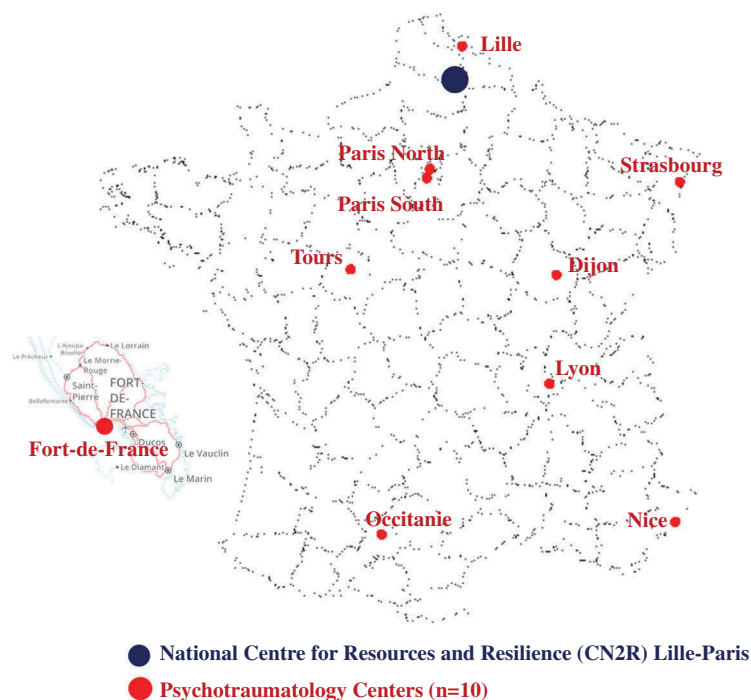 Lille
Paris North
Strasbourg
Paris South
Tours
Dijon
L'Ajoupa-
Bouillon
Le Lorrain
Le Prêcheur
Le Morne-
Rouge
Lyon
Saint-
Pierre
FORT-
DE-
FRANCE
Bellefontaine
Ducos
Fort-de-France
Le Vauclin
Le Diamant
Le Marin
Occitanie
Nice
National Centre for Resources and Resilience (CN2R) Lille-Paris
Psychotraumatology Centers (n=10)